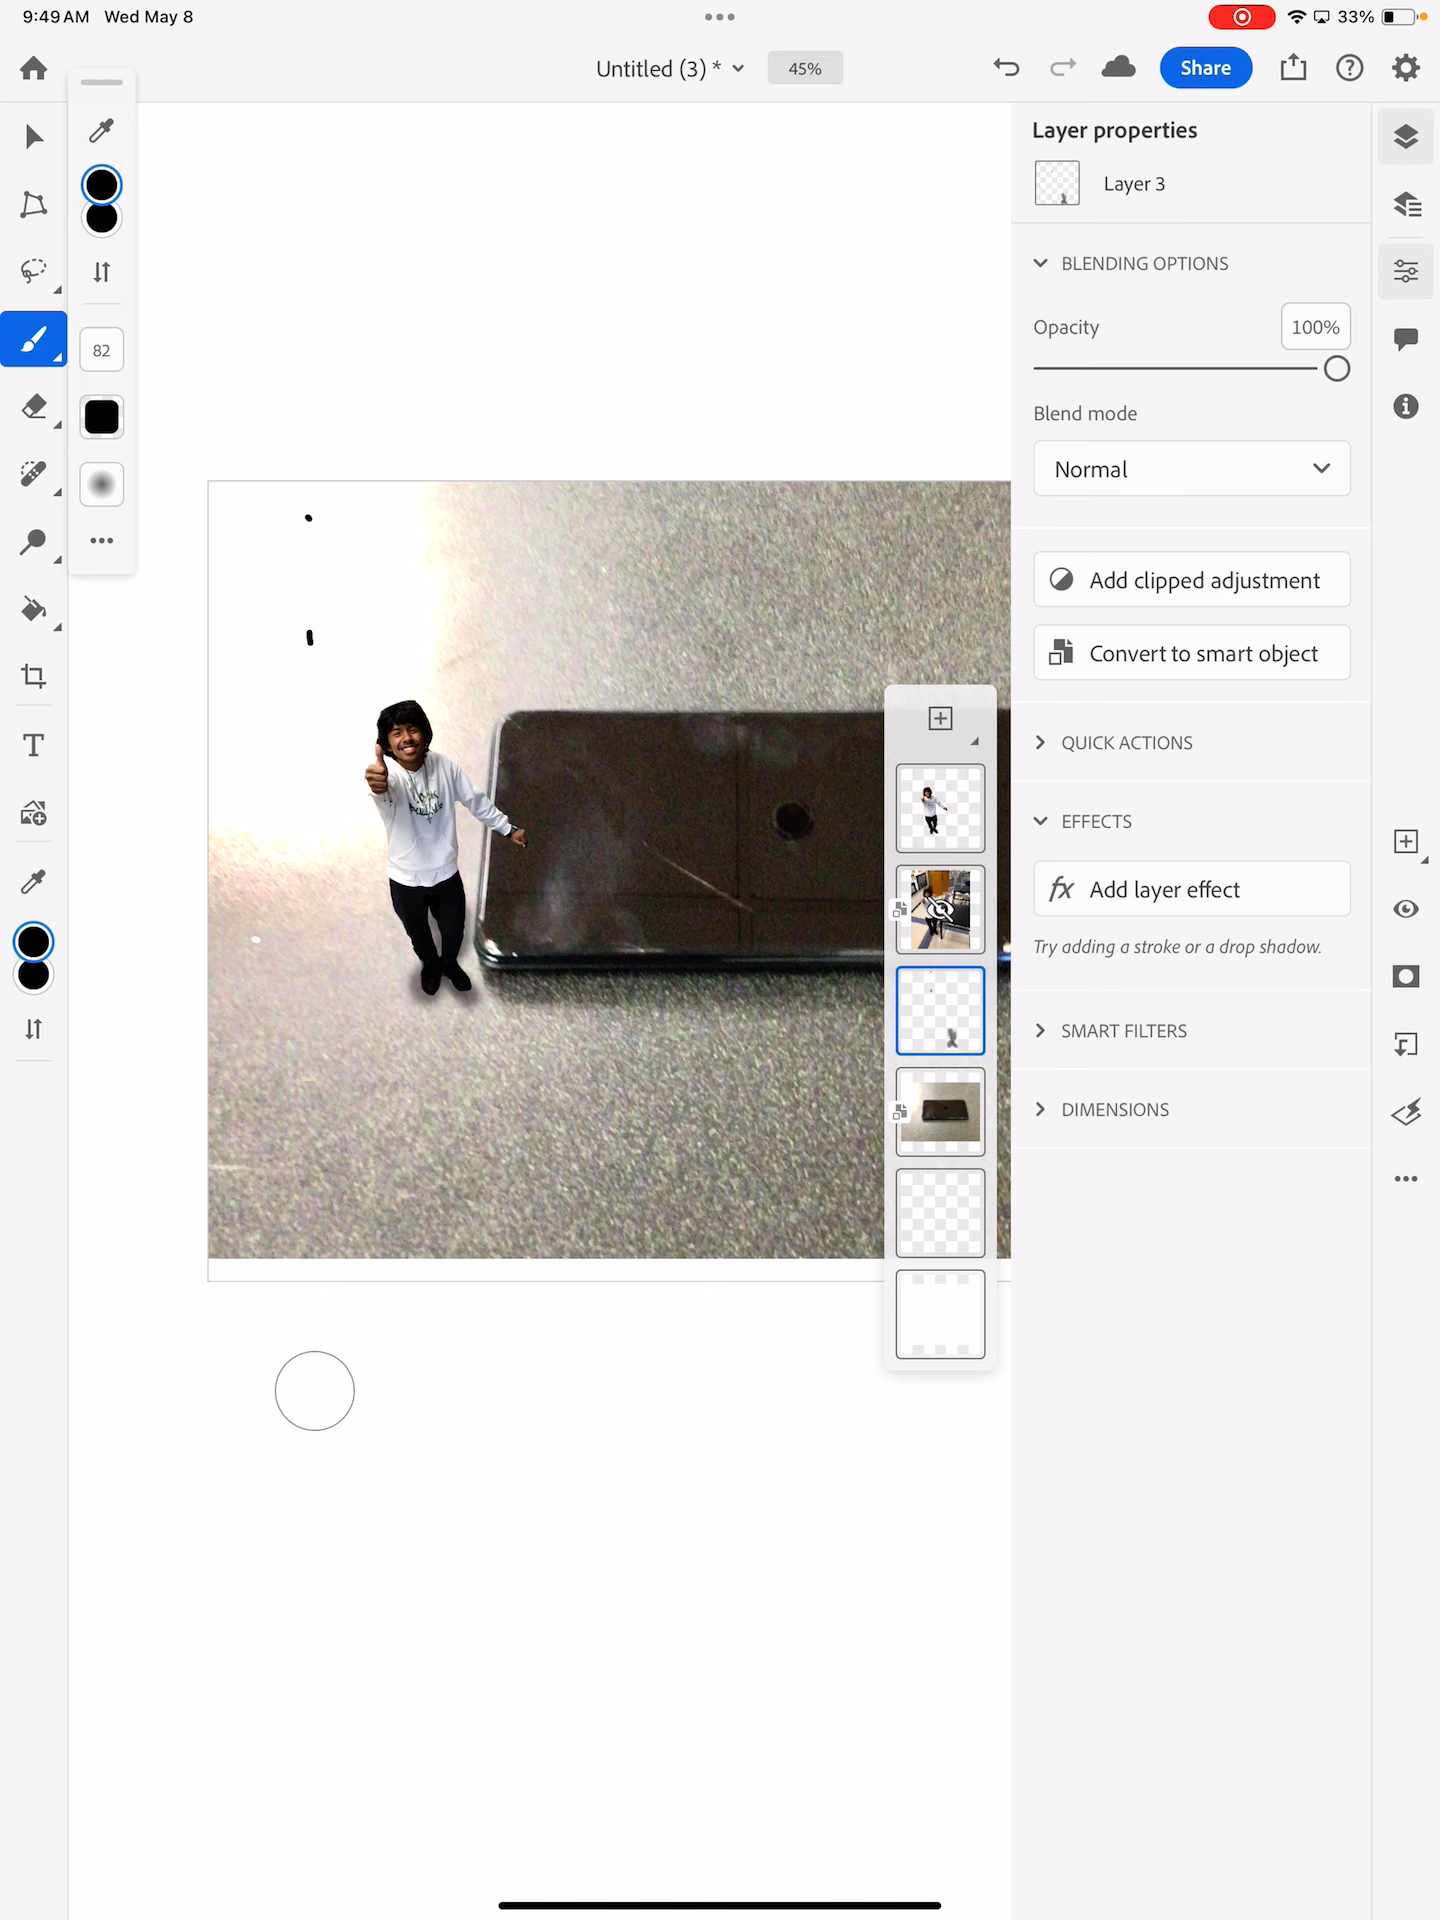 9:49 AM Wed May 8
33%
Untitled (3) *
45%
Share
Layer properties
Layer 3
BLENDING OPTIONS
Opacity
100%
82
Blend mode
Normal
Add clipped adjustment
Convert to smart object
QUICK ACTIONS
EFFECTS
fx Add layer effect
Try adding a stroke or a drop shadow.
SMART FILTERS
DIMENSIONS